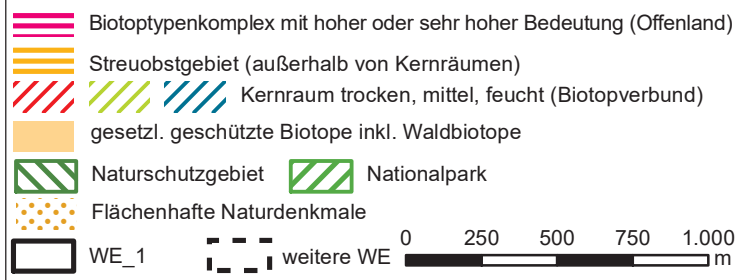 Biotoptypenkomplex mit hoher oder sehr hoher Bedeutung (Offenland)
Streuobstgebiet (außerhalb von Kernräumen)
Kernraum trocken, mittel, feucht (Biotopverbund)
gesetzl. geschützte Biotope inkl. Waldbiotope
Naturschutzgebiet Nationalpark
Flächenhafte Naturdenkmale
0 250 500 750 1.000
WE_1 weitere WE m